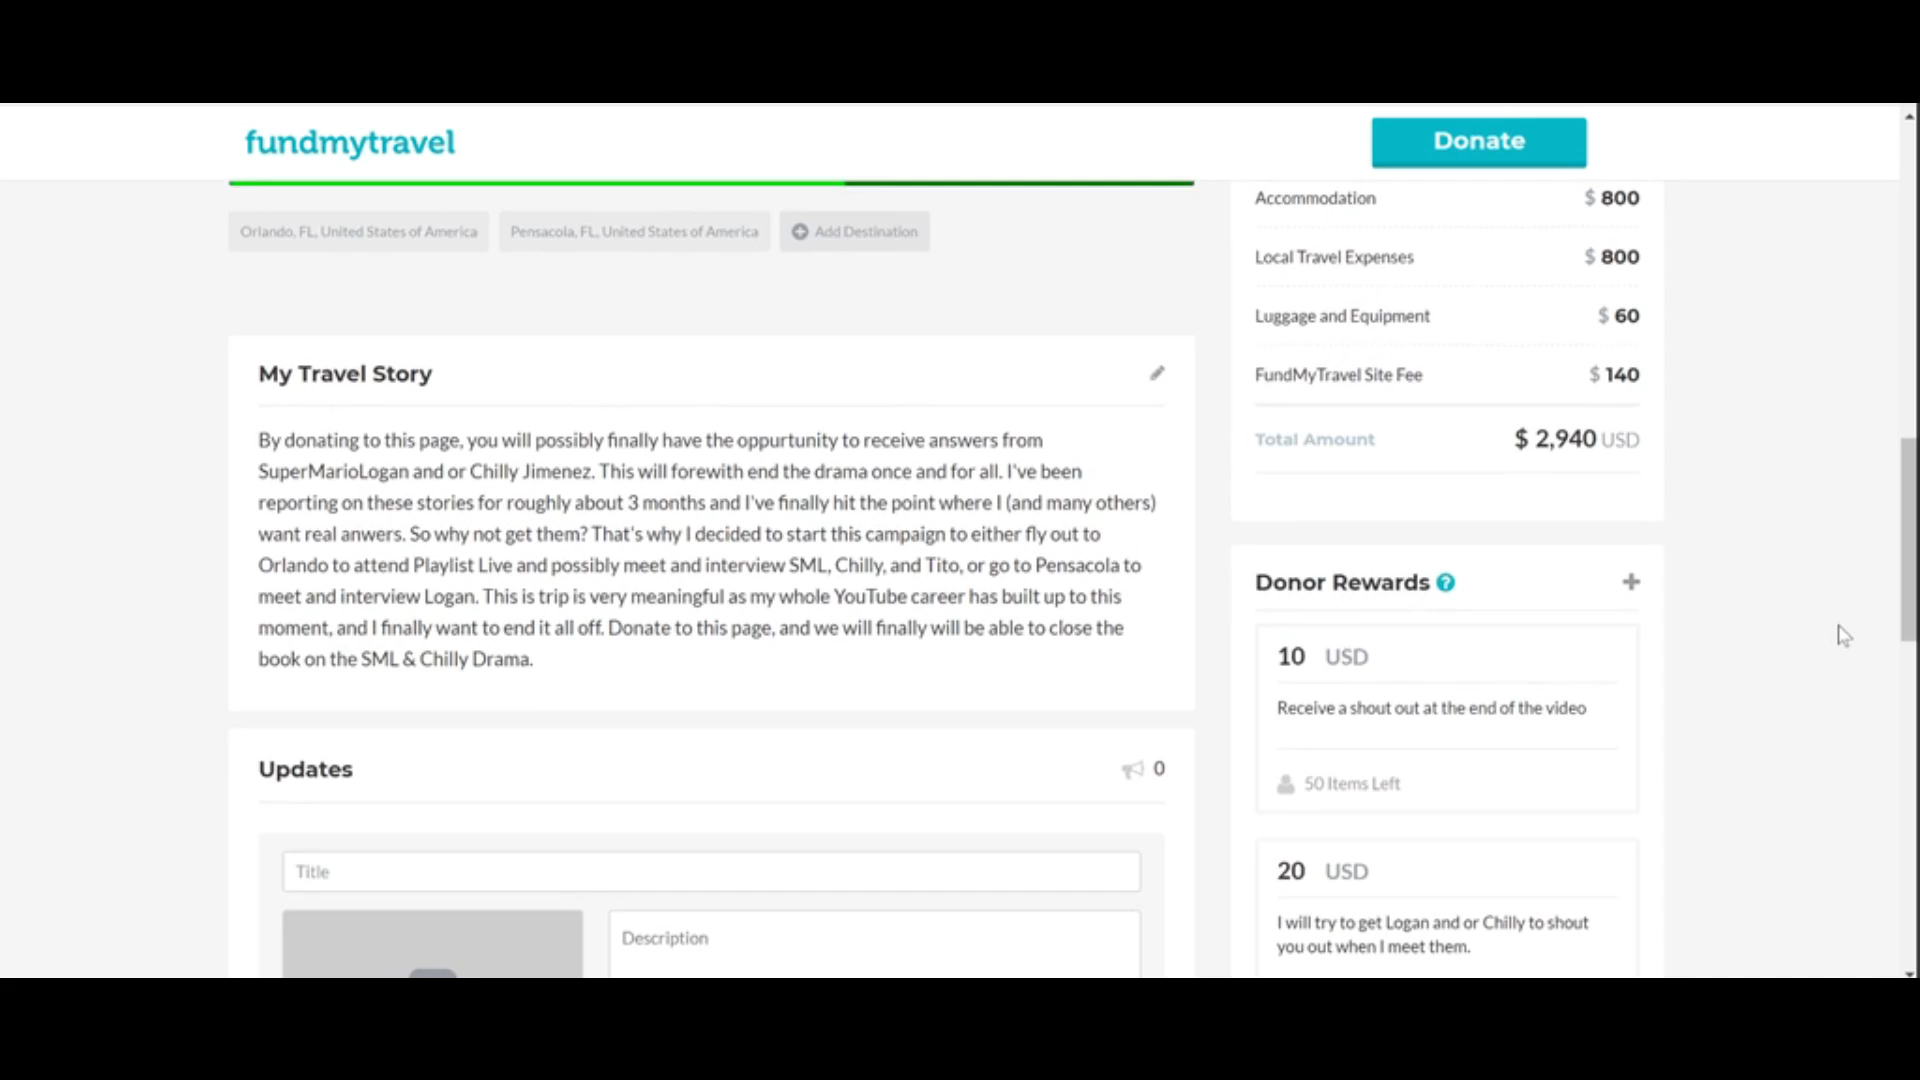 fundmytravel
Donate
Orlando, FL, United States of America
Pensacola, FL, United States of America
Add Destination
My Travel Story
By donating to this page, you will possibly finally have the oppurtunity to receive answers from
SuperMarioLogan and or Chilly Jimenez. This will forewith end the drama once and for all. I've been
reporting on these stories for roughly about 3 months and I've finally hit the point where I (and many others)
want real anwers. So why not get them? That's why I decided to start this campaign to either fly out to
Orlando to attend Playlist Live and possibly meet and interview SML, Chilly, and Tito, or go to Pensacola to
meet and interview Logan. This is trip is very meaningful as my whole YouTube career has built up to this
moment, and I finally want to end it all off. Donate to this page, and we will finally will be able to close the
book on the SML & Chilly Drama.
Updates
0
Title
Description
Accommodation $ 800
Local Travel Expenses $ 800
Luggage and Equipment $ 60
FundMyTravel Site Fee $ 140
Total Amount $ 2,940 USD
Donor Rewards ? +
10 USD
Receive a shout out at the end of the video
50 Items Left
20 USD
I will try to get Logan and or Chilly to shout
you out when I meet them.